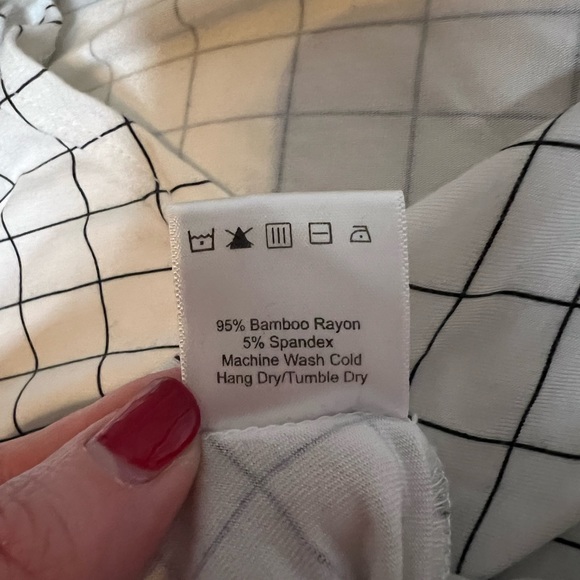 95% Bamboo Rayon
5% Spandex
Machine Wash Cold
Hang Dry/Tumble Dry